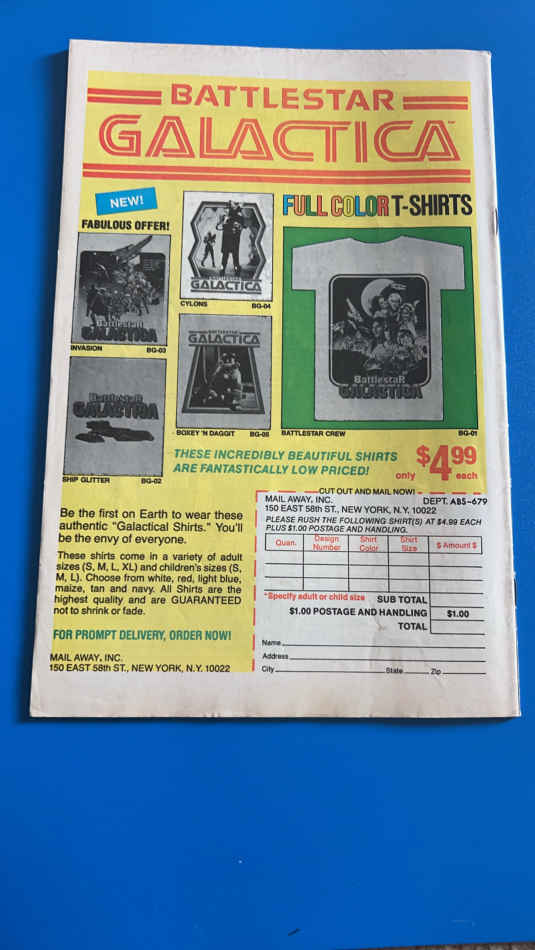 BATTLESTAR
GALACTICA™
NEW!
FABULOUS OFFER!
FULL COLOR T-SHIRTS
BATTLESTAR
GALACTICA
CYLONS BG-04
BattlestaR
GALACTICA
INVASION BG-03
BATTLESTAR
GALACTICA
BOXEY 'N DAGGIT BG-05
BattlestaR
GALACTICA
BATTLESTAR CREW BG-01
BattlestaR
GALACTICA
SHIP GLITTER BG-02
THESE INCREDIBLY BEAUTIFUL SHIRTS
ARE FANTASTICALLY LOW PRICED!
only $4.99 each
Be the first on Earth to wear these
authentic "Galactical Shirts." You'll
be the envy of everyone.
These shirts come in a variety of adult
sizes (S, M, L, XL) and children's sizes (S,
M, L). Choose from white, red, light blue,
maize, tan and navy. All Shirts are the
highest quality and are GUARANTEED
not to shrink or fade.
FOR PROMPT DELIVERY, ORDER NOW!
MAIL AWAY, INC.
150 EAST 58th ST., NEW YORK, N.Y. 10022
CUT OUT AND MAIL NOW!
MAIL AWAY, INC. DEPT. ABS-679
150 EAST 58th ST., NEW YORK, N.Y. 10022
PLEASE RUSH THE FOLLOWING SHIRT(S) AT $4.99 EACH
PLUS $1.00 POSTAGE AND HANDLING.
Quan. Design Number Shirt Color Shirt Size $ Amount $
*Specify adult or child size SUB TOTAL
$1.00 POSTAGE AND HANDLING $1.00
TOTAL
Name
Address
City State Zip